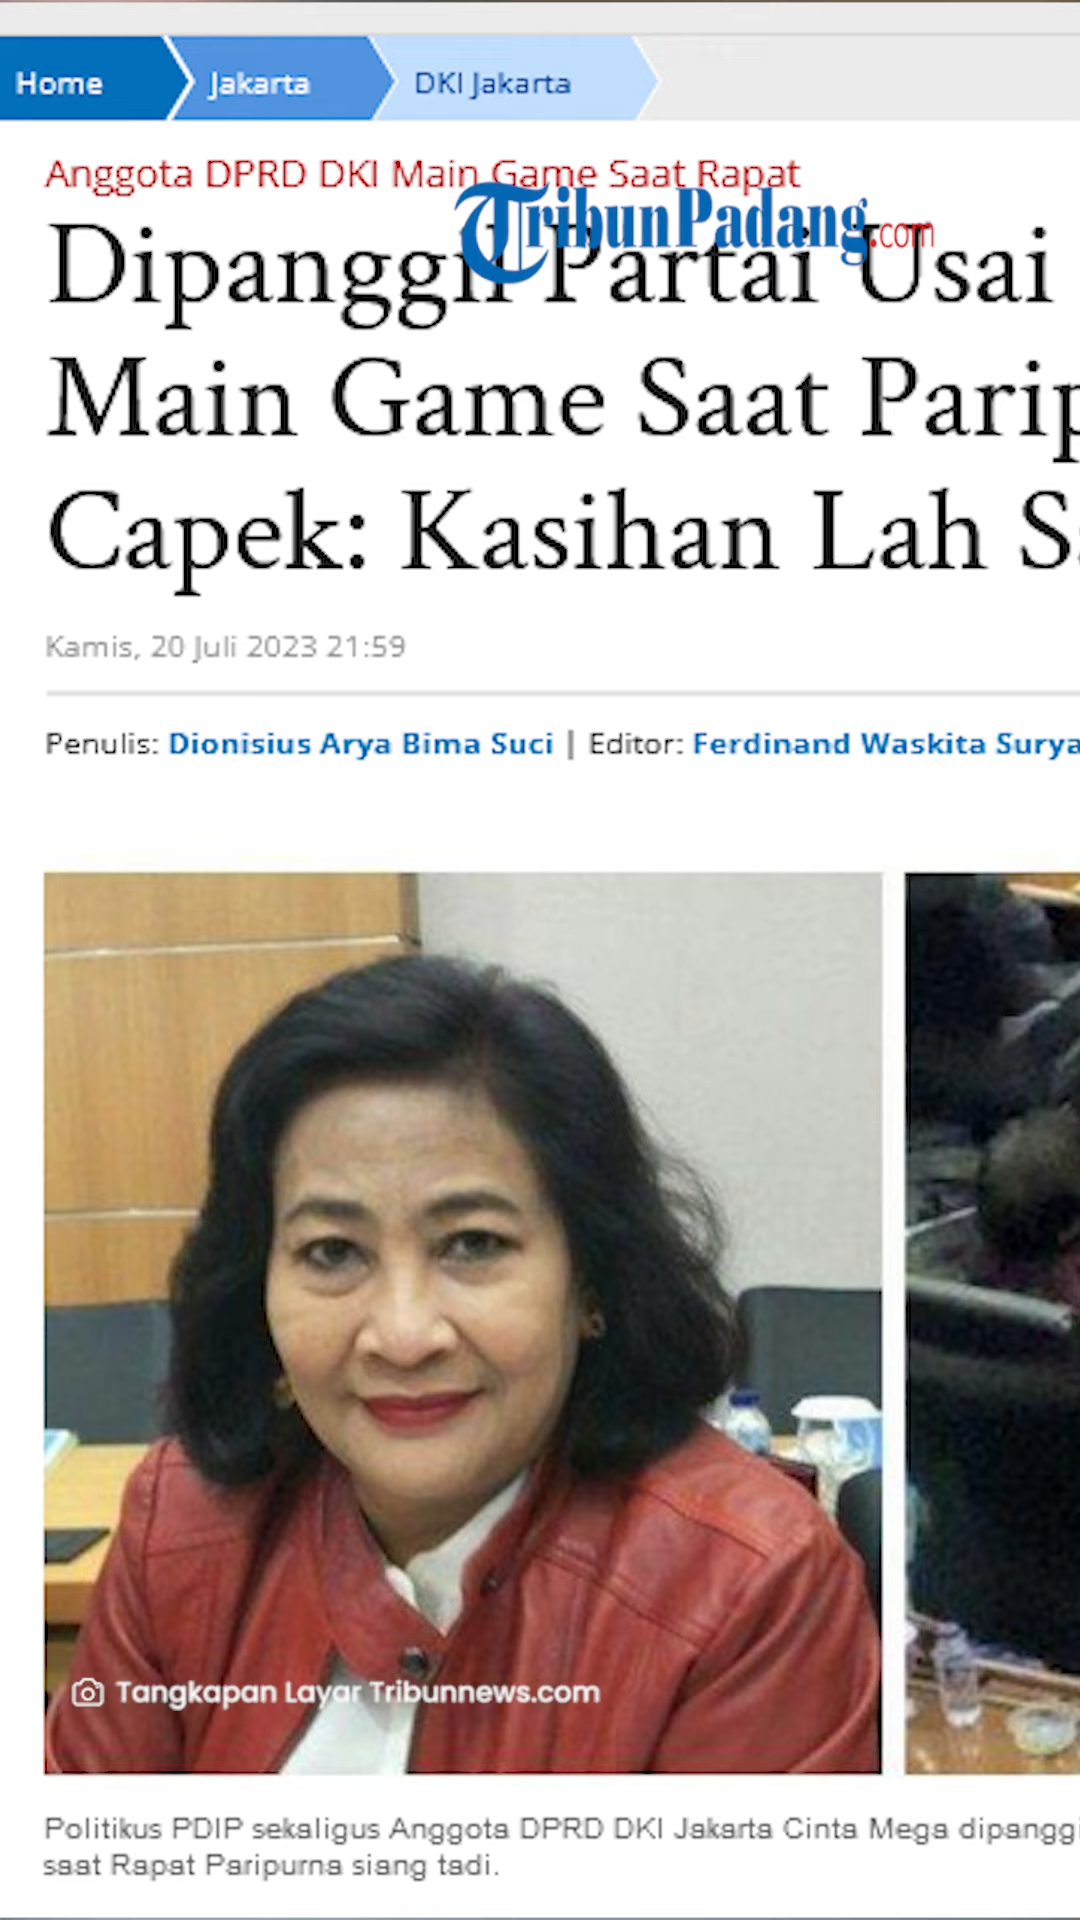 Home Jakarta DKI Jakarta
Anggota DPRD DKI Main Game Saat Rapat
TribunPadang.com
Dipanggil Partai Usai
Main Game Saat Parip
Capek: Kasihan Lah S
Kamis, 20 Juli 2023 21:59
Penulis: Dionisius Arya Bima Suci | Editor: Ferdinand Waskita Surya
Tangkapan Layar Tribunnews.com
Politikus PDIP sekaligus Anggota DPRD DKI Jakarta Cinta Mega dipanggi
saat Rapat Paripurna siang tadi.